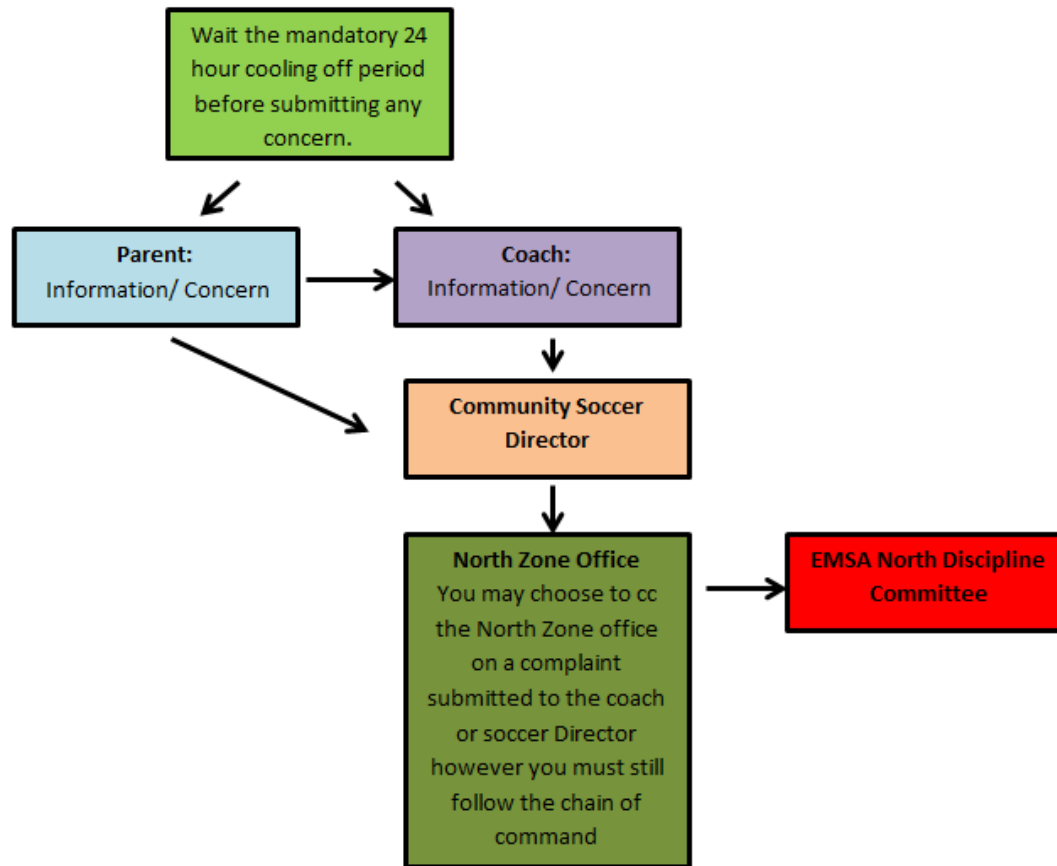 Wait the mandatory 24
hour cooling off period
before submitting any
concern.
Parent:
Information/ Concern
Coach:
Information/ Concern
Community Soccer
Director
North Zone Office
You may choose to cc
the North Zone office
on a complaint
submitted to the coach
or soccer Director
however you must still
follow the chain of
command
EMSA North Discipline
Committee